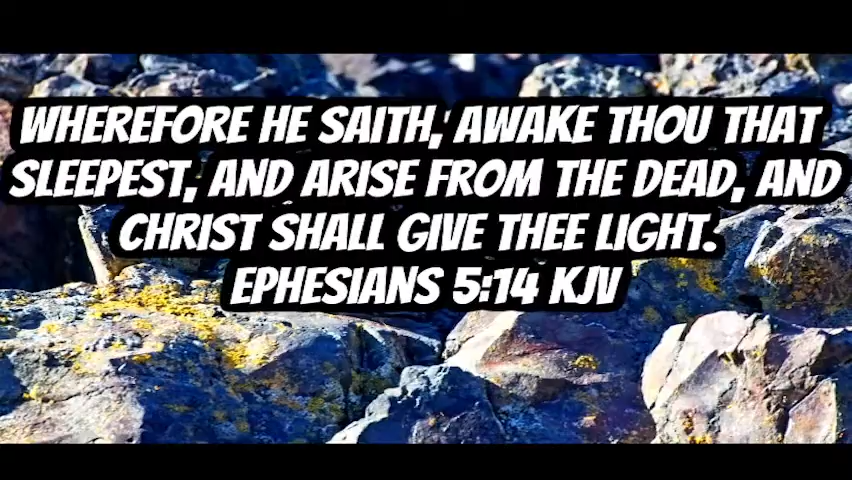 WHEREFORE HE SAITH, AWAKE THOU THAT
SLEEPEST, AND ARISE FROM THE DEAD, AND
CHRIST SHALL GIVE THEE LIGHT.
EPHESIANS 5:14 KJV